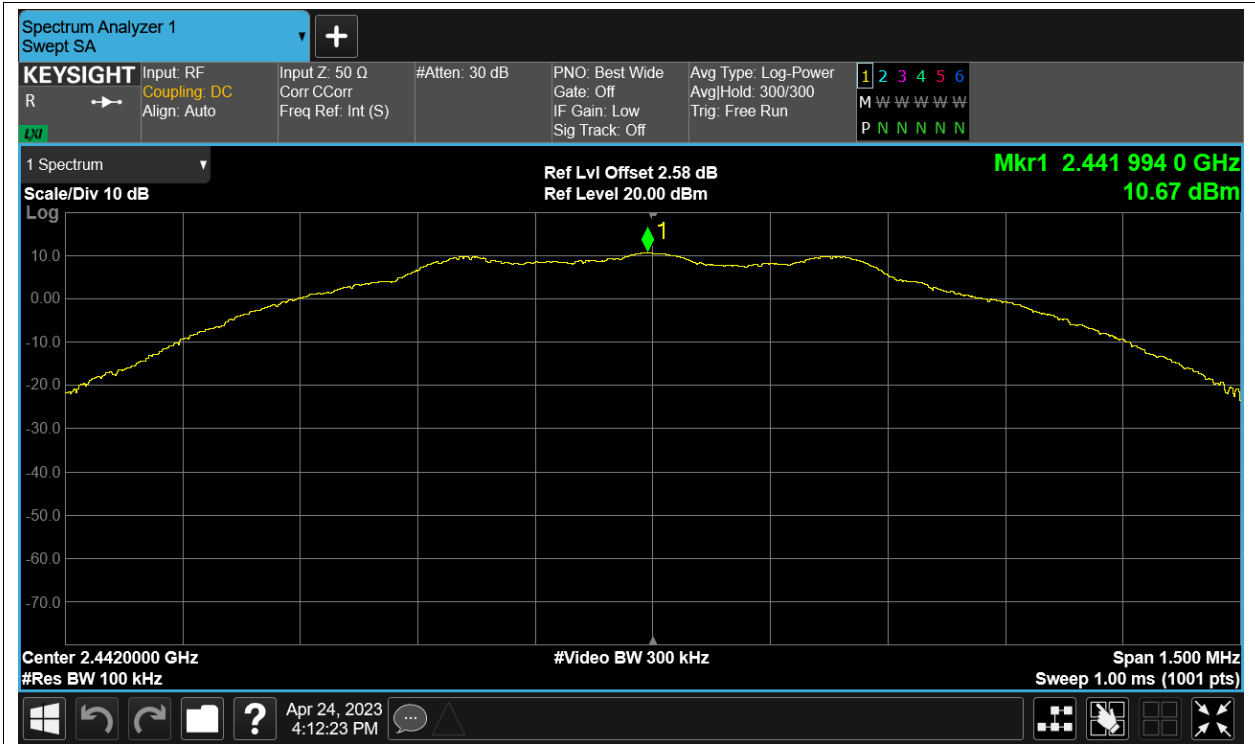 Spectrum Analyzer 1
Swept SA
KEYSIGHT
R
LXI
Input: RF
Coupling: DC
Align: Auto
Input Z: 50 Ω
Corr CCorr
Freq Ref: Int (S)
#Atten: 30 dB
PNO: Best Wide
Gate: Off
IF Gain: Low
Sig Track: Off
Avg Type: Log-Power
Avg|Hold: 300/300
Trig: Free Run
1 2 3 4 5 6
M W W W W W
P N N N N N
1 Spectrum
Scale/Div 10 dB
Log
Ref Lvl Offset 2.58 dB
Ref Level 20.00 dBm
Mkr1 2.441 994 0 GHz
10.67 dBm
1
10.0
0.00
-10.0
-20.0
-30.0
-40.0
-50.0
-60.0
-70.0
Center 2.4420000 GHz
#Res BW 100 kHz
#Video BW 300 kHz
Span 1.500 MHz
Sweep 1.00 ms (1001 pts)
?
Apr 24, 2023
4:12:23 PM